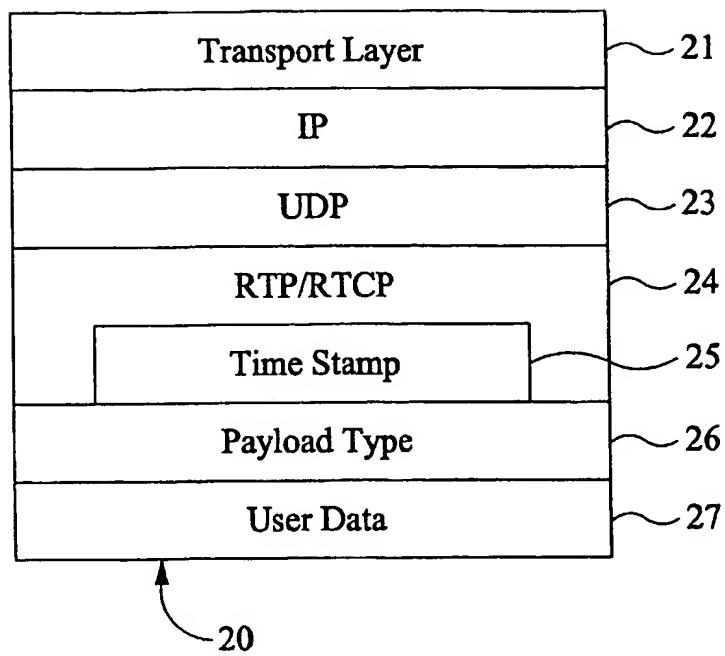 Transport Layer 21
IP 22
UDP 23
RTP/RTCP 24
Time Stamp 25
Payload Type 26
User Data 27
20